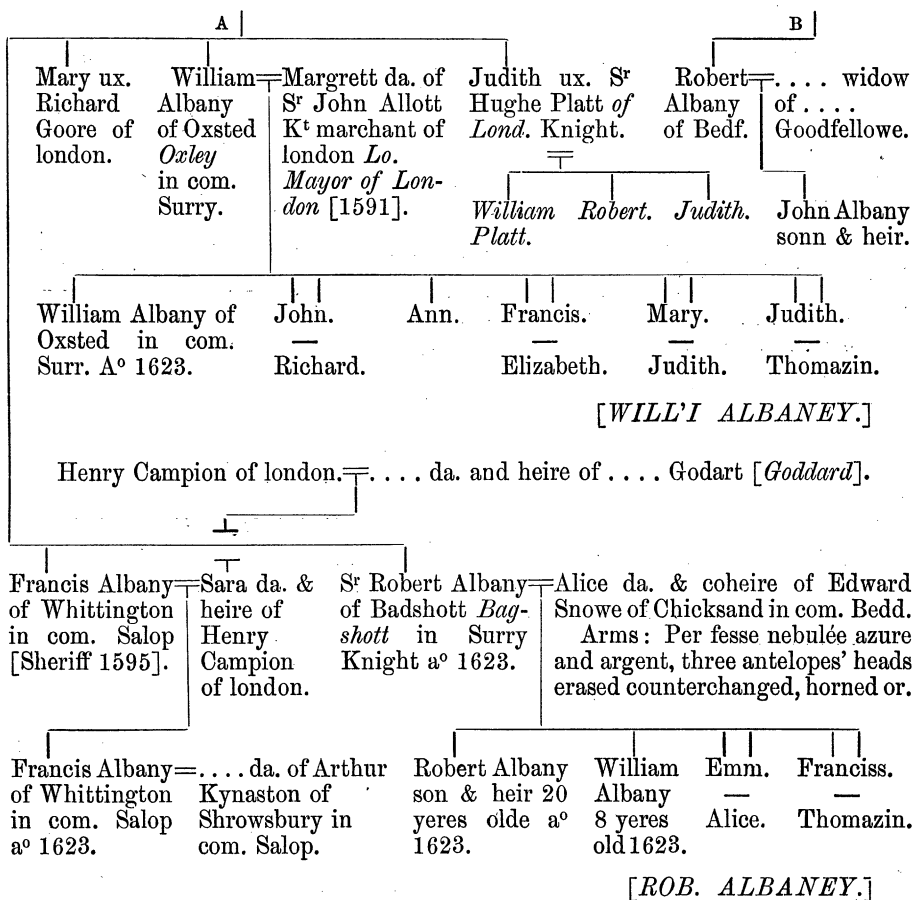 A B
Mary ux.
Richard
Goore of
london.
William=Margrett da. of
Albany
of Oxsted
Oxley
in com.
Surry.
Sr John Allott
Kt marchant of
london Lo.
Mayor of Lon-
don [1591].
Judith ux. Sr
Hughe Platt of
Lond. Knight.
William
Platt.
Robert.
Judith.
Robert=. . . . widow
Albany
of Bedf.
of . . . .
Goodfellowe.
John Albany
sonn & heir.
William Albany of
Oxsted in com.
Surr. Ao 1623.
John.
—
Richard.
Ann.
Francis.
—
Elizabeth.
Mary.
—
Judith.
Judith.
—
Thomazin.
[WILL'I ALBANEY.]
Henry Campion of london.=. . . . da. and heire of . . . . Godart [Goddard].
Francis Albany=Sara da. &
of Whittington
in com. Salop
[Sheriff 1595].
heire of
Henry
Campion
of london.
Sr Robert Albany=Alice da. & coheire of Edward
of Badshott Bag-
shott in Surry
Knight ao 1623.
Snowe of Chicksand in com. Bedd.
Arms: Per fesse nebulée azure
and argent, three antelopes' heads
erased counterchanged, horned or.
Francis Albany=. . . . da. of Arthur
of Whittington
in com. Salop
ao 1623.
Kynaston of
Shrowsbury in
com. Salop.
Robert Albany
son & heir 20
yeres olde ao
1623.
William
Albany
8 yeres
old 1623.
Emm.
—
Alice.
Franciss.
—
Thomazin.
[ROB. ALBANEY.]